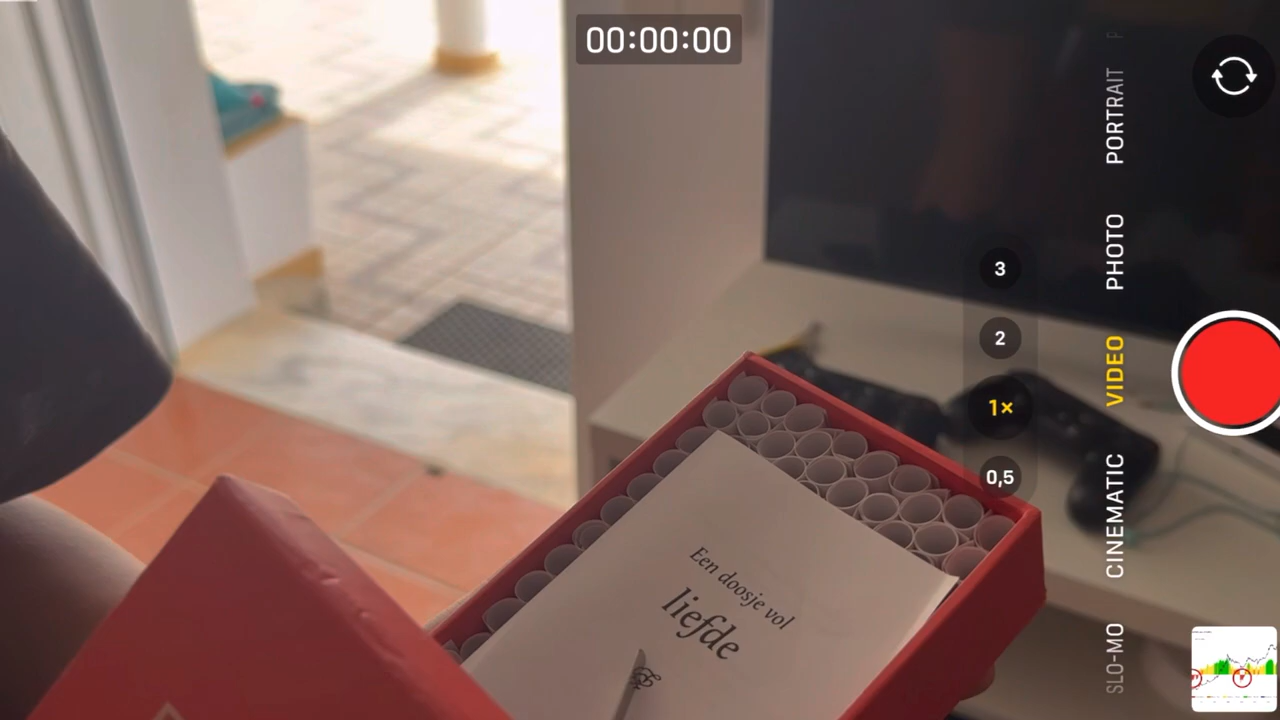 00:00:00
PORTRAIT
PHOTO
VIDEO
CINEMATIC
SLO-MO
3
2
1×
0,5
Een doosje vol
liefde